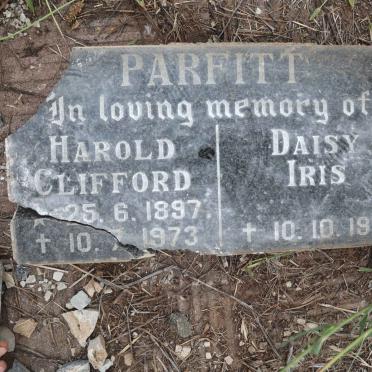 PARFITT
In loving memory of
HAROLD
CLIFFORD
* 25. 6. 1897.
✝ 10. 1973
DAISY
IRIS
✝ 10. 10. 19